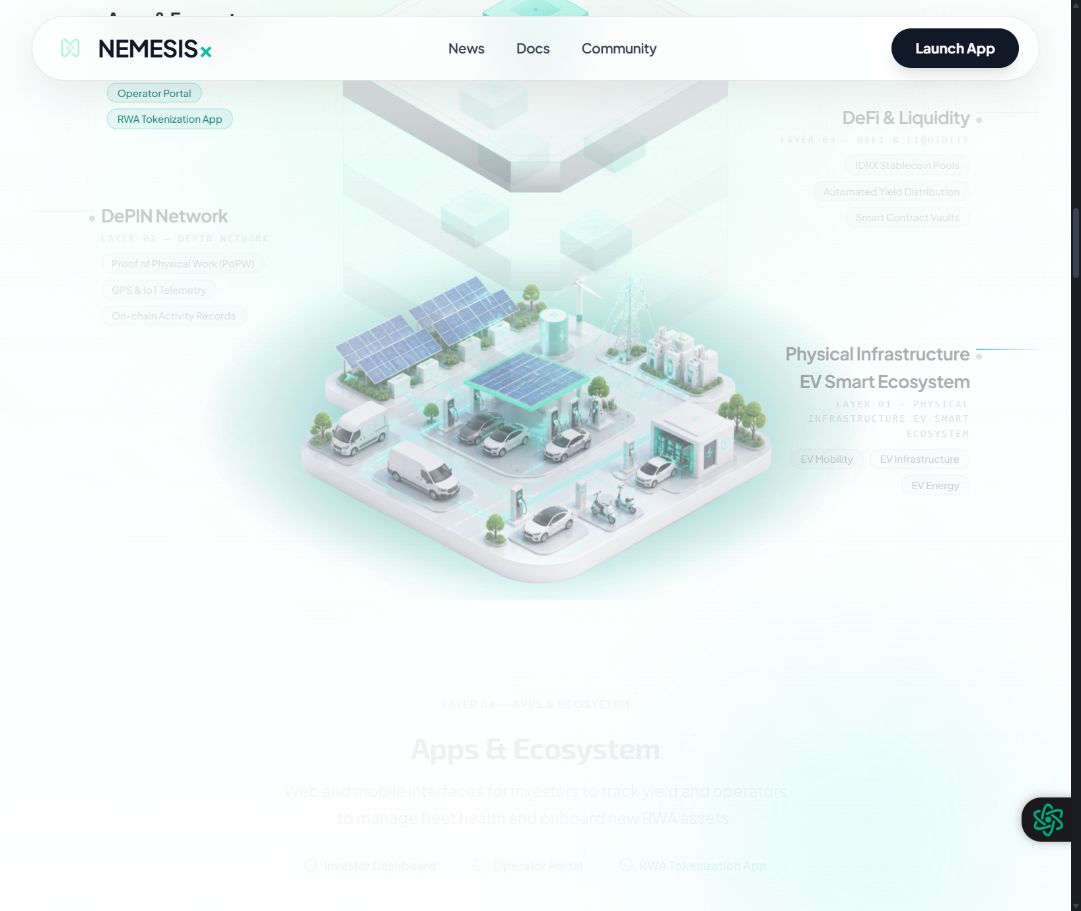 NEMESISx
News
Docs
Community
Launch App
Operator Portal
RWA Tokenization App
DeFi & Liquidity
LAYER 03 — DEFI & LIQUIDITY
IDRX Stablecoin Pools
Automated Yield Distribution
Smart Contract Vaults
DePIN Network
LAYER 02 — DEPIN NETWORK
Proof of Physical Work (PoPW)
GPS & IoT Telemetry
On-chain Activity Records
Physical Infrastructure
EV Smart Ecosystem
LAYER 01 — PHYSICAL
INFRASTRUCTURE EV SMART
ECOSYSTEM
EV Mobility
EV Infrastructure
EV Energy
LAYER 04 — APPS & ECOSYSTEM
Apps & Ecosystem
Web and mobile interfaces for investors to track yield and operators
to manage fleet health and onboard new RWA assets.
Investor Dashboard
Operator Portal
RWA Tokenization App